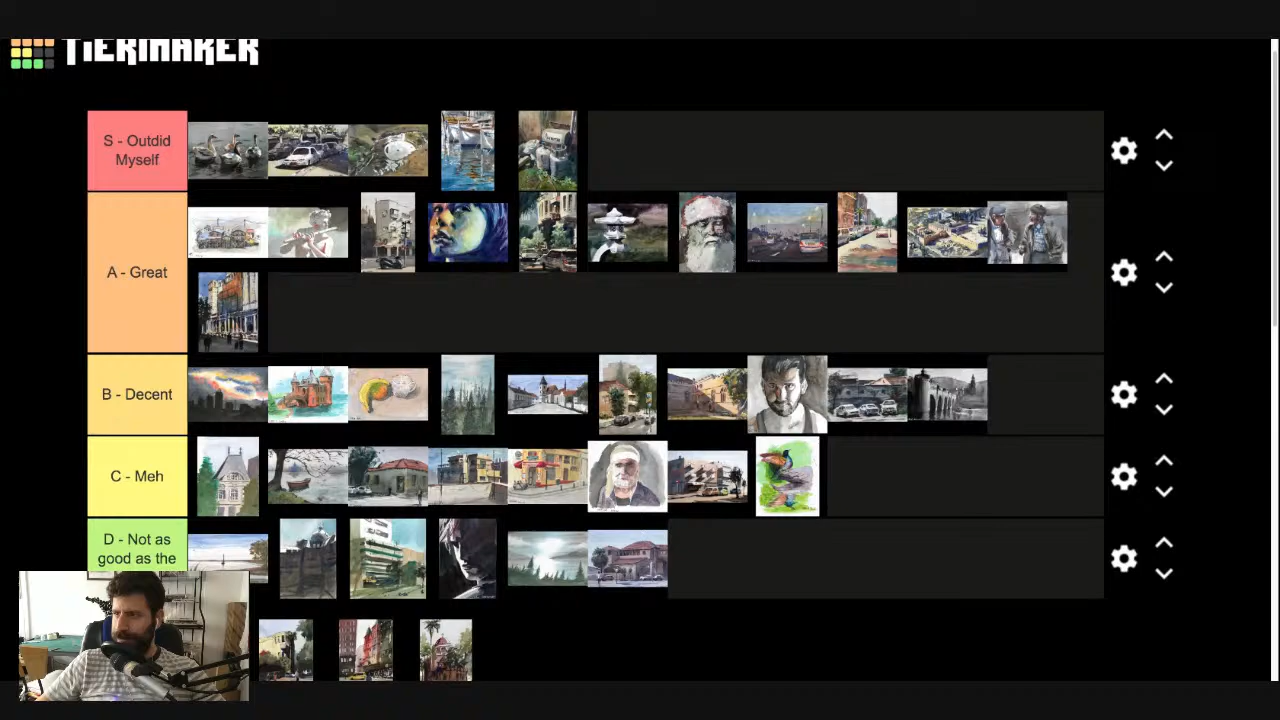 TIERMAKER
S - Outdid
Myself
A - Great
B - Decent
C - Meh
D - Not as
good as the